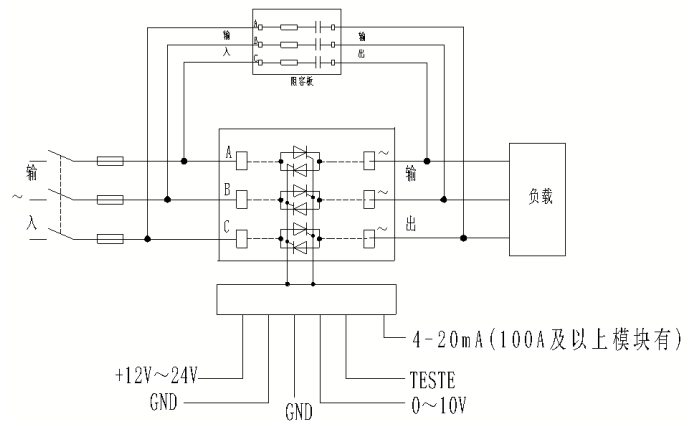 A
B
C
输入
输出
阻容板
A
B
C
~
~
~
输
~
入
输
出
负载
4-20mA(100A及以上模块有)
+12V~24V
TESTE
GND
GND
0~10V